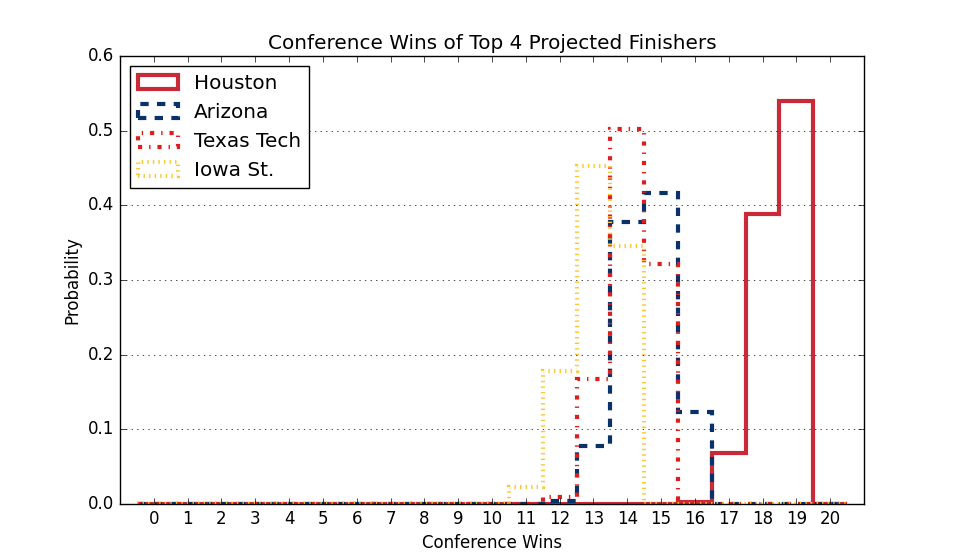 Conference Wins of Top 4 Projected Finishers
0.6
0.5
0.4
0.3
0.2
0.1
0.0
Probability
Houston
Arizona
Texas Tech
Iowa St.
0 1 2 3 4 5 6 7 8 9 10 11 12 13 14 15 16 17 18 19 20
Conference Wins